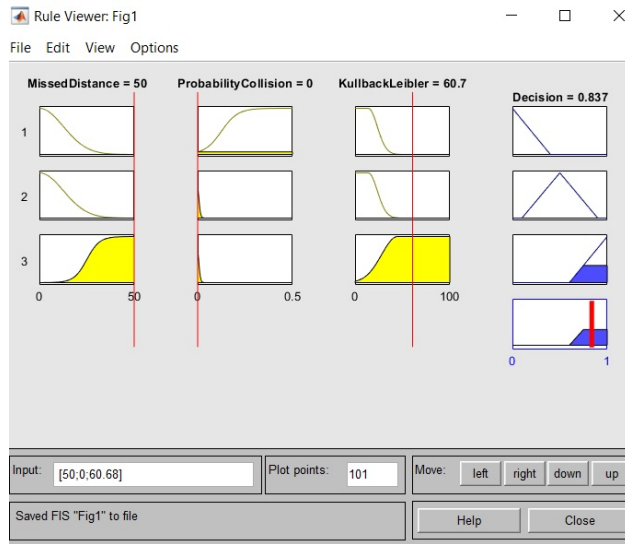 Rule Viewer: Fig1
File Edit View Options
MissedDistance = 50 ProbabilityCollision = 0 KullbackLeibler = 60.7 Decision = 0.837
1
2
3
0 50 0 0.5 0 100
0 1
Input: [50;0;60.68] Plot points: 101 Move: left right down up
Saved FIS "Fig1" to file Help Close